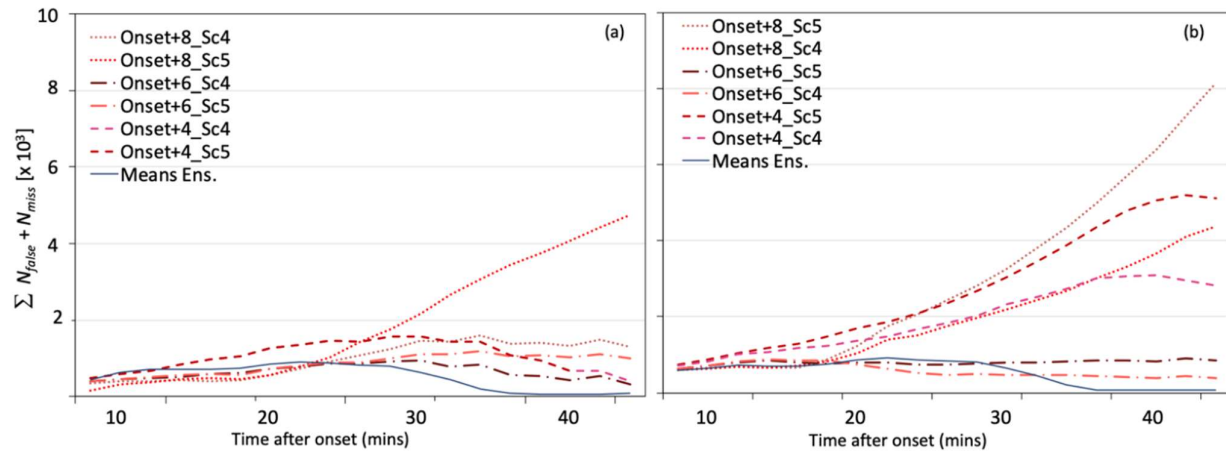 10
8
6
4
2
∑ N_false + N_miss [x 10³]
(a)
Onset+8_Sc4
Onset+8_Sc5
Onset+6_Sc4
Onset+6_Sc5
Onset+4_Sc4
Onset+4_Sc5
Means Ens.
10 20 30 40
Time after onset (mins)
(b)
Onset+8_Sc5
Onset+8_Sc4
Onset+6_Sc5
Onset+6_Sc4
Onset+4_Sc5
Onset+4_Sc4
Means Ens.
10 20 30 40
Time after onset (mins)